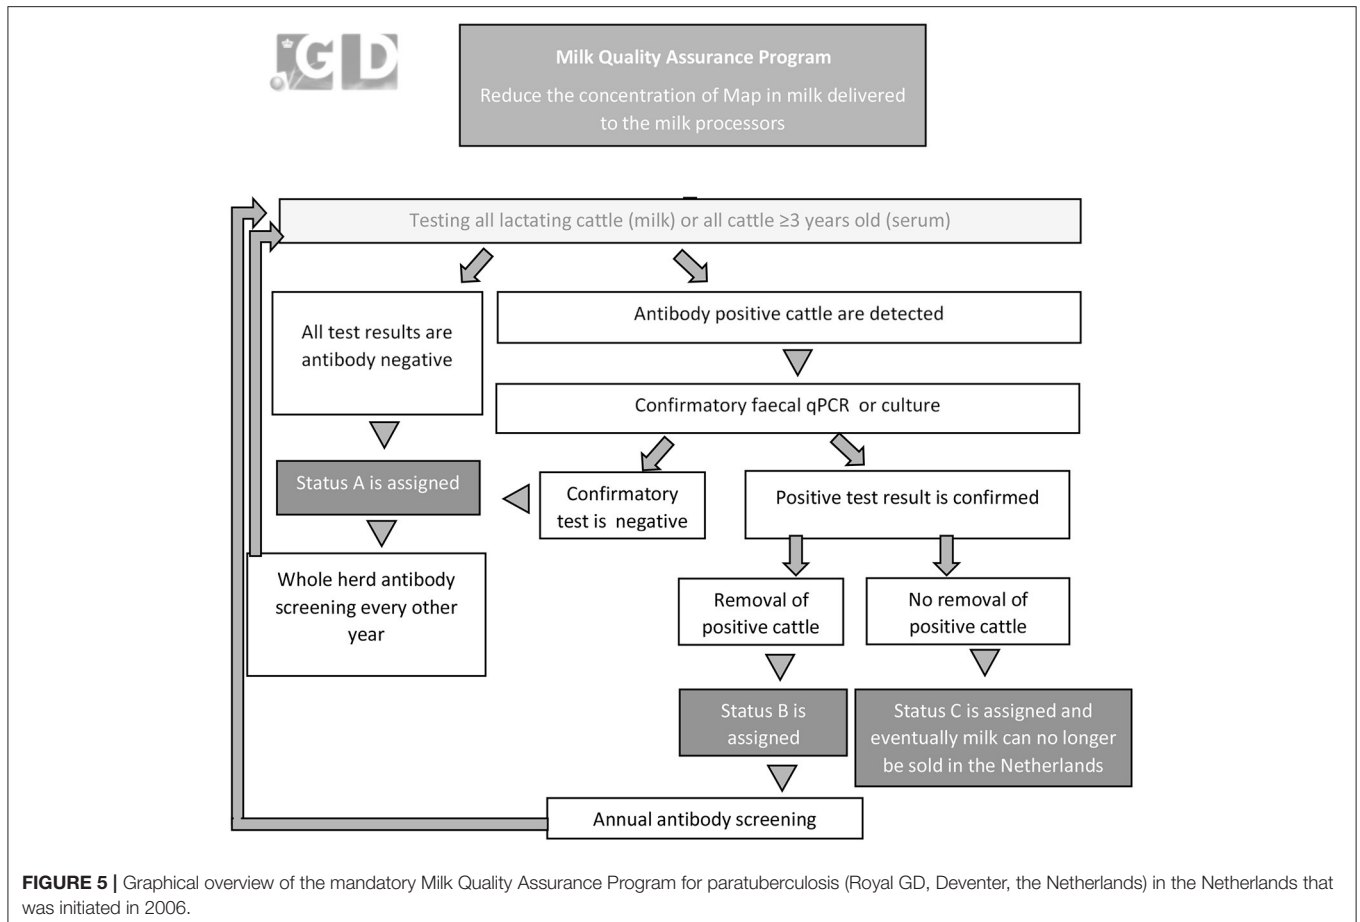 GD
Milk Quality Assurance Program
Reduce the concentration of Map in milk delivered
to the milk processors
Testing all lactating cattle (milk) or all cattle ≥3 years old (serum)
All test results are
antibody negative
Antibody positive cattle are detected
Confirmatory faecal qPCR  or culture
Status A is assigned
Confirmatory
test is  negative
Positive test result is confirmed
Whole herd antibody
screening every other
year
Removal of
positive cattle
No removal of
positive cattle
Status B is
assigned
Status C is assigned and
eventually milk can no longer
be sold in the Netherlands
Annual antibody screening
FIGURE 5 | Graphical overview of the mandatory Milk Quality Assurance Program for paratuberculosis (Royal GD, Deventer, the Netherlands) in the Netherlands that
was initiated in 2006.